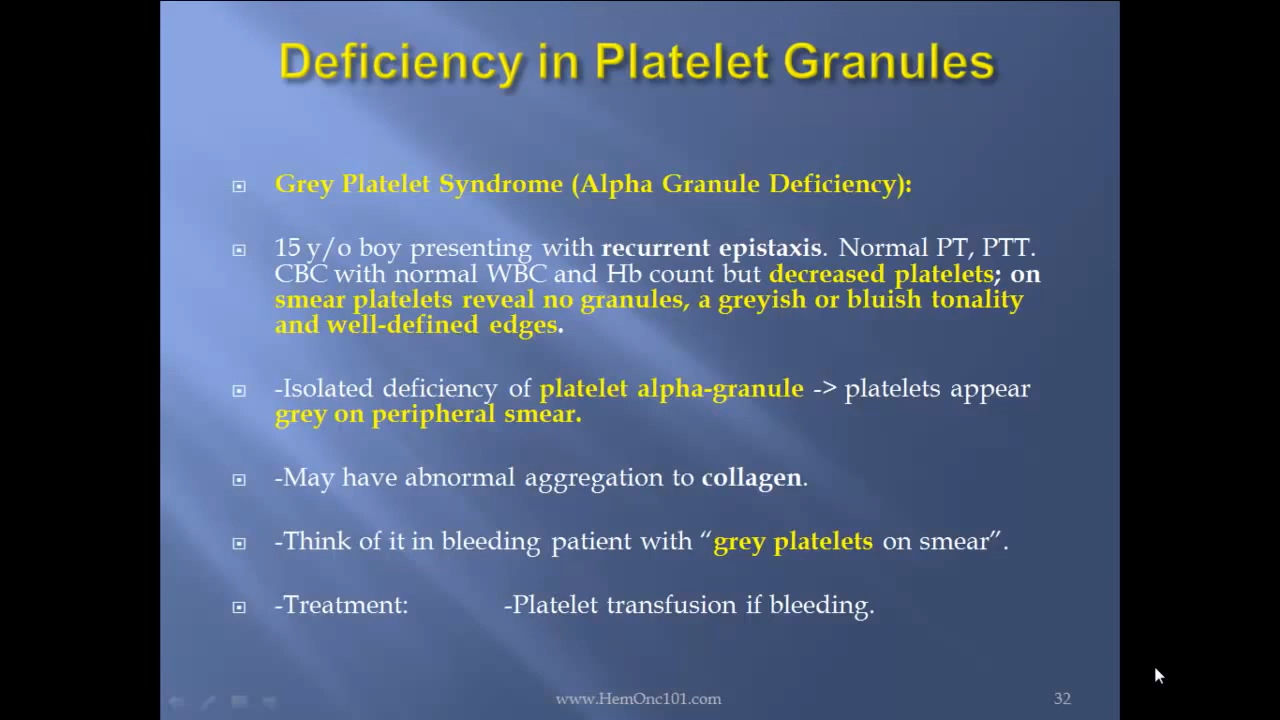 Deficiency in Platelet Granules
Grey Platelet Syndrome (Alpha Granule Deficiency):
15 y/o boy presenting with recurrent epistaxis. Normal PT, PTT.
CBC with normal WBC and Hb count but decreased platelets; on
smear platelets reveal no granules, a greyish or bluish tonality
and well-defined edges.
-Isolated deficiency of platelet alpha-granule -> platelets appear
grey on peripheral smear.
-May have abnormal aggregation to collagen.
-Think of it in bleeding patient with “grey platelets on smear”.
-Treatment: -Platelet transfusion if bleeding.
www.HemOnc101.com 32